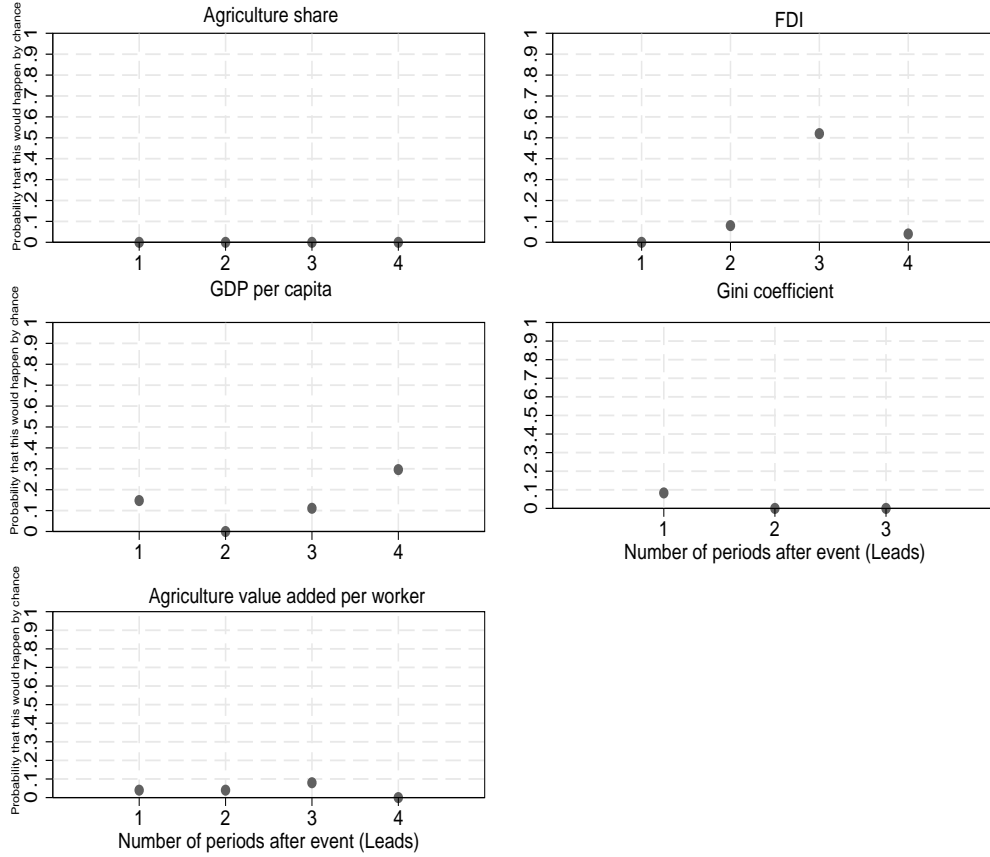 Agriculture share
Probability that this would happen by chance
0 .1 .2 .3 .4 .5 .6 .7 .8 .9 1
1 2 3 4
FDI
0 .1 .2 .3 .4 .5 .6 .7 .8 .9 1
1 2 3 4
GDP per capita
Probability that this would happen by chance
0 .1 .2 .3 .4 .5 .6 .7 .8 .9 1
1 2 3 4
Gini coefficient
0 .1 .2 .3 .4 .5 .6 .7 .8 .9 1
1 2 3
Number of periods after event (Leads)
Agriculture value added per worker
Probability that this would happen by chance
0 .1 .2 .3 .4 .5 .6 .7 .8 .9 1
1 2 3 4
Number of periods after event (Leads)